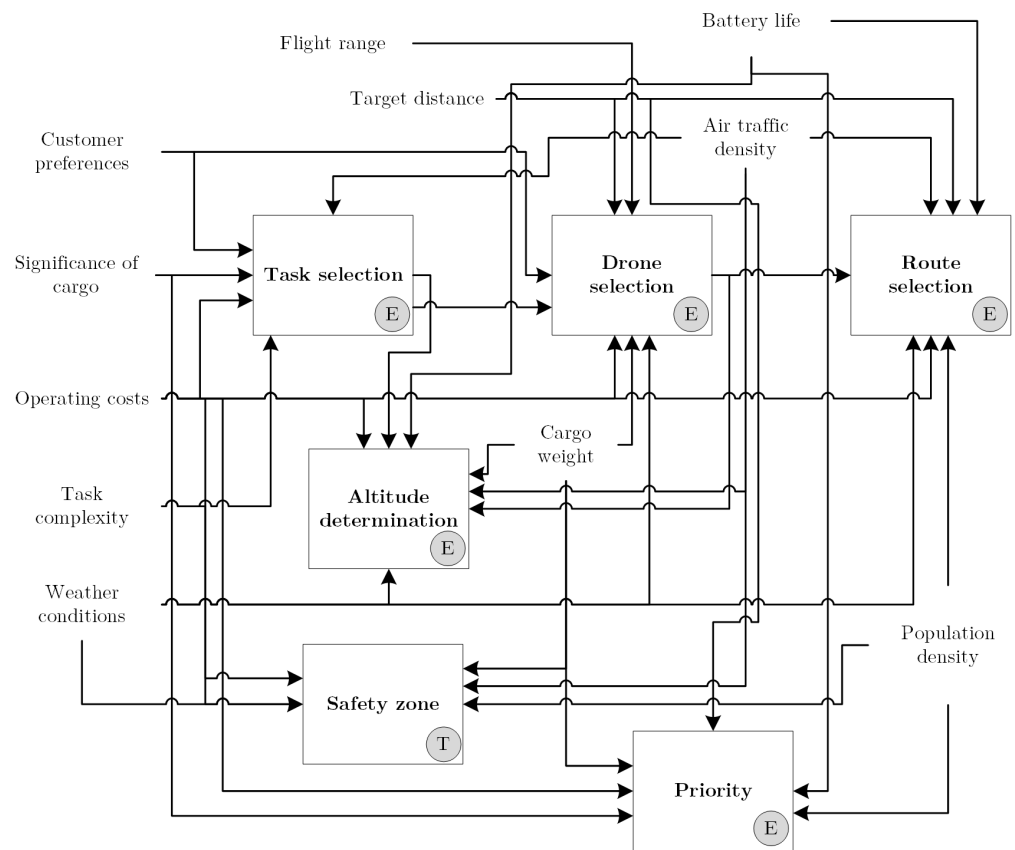 Battery life
Flight range
Target distance
Air traffic
density
Customer
preferences
Significance of
cargo
Task selection
E
Drone
selection
E
Route
selection
E
Operating costs
Cargo
weight
Task
complexity
Altitude
determination
E
Weather
conditions
Population
density
Safety zone
T
Priority
E